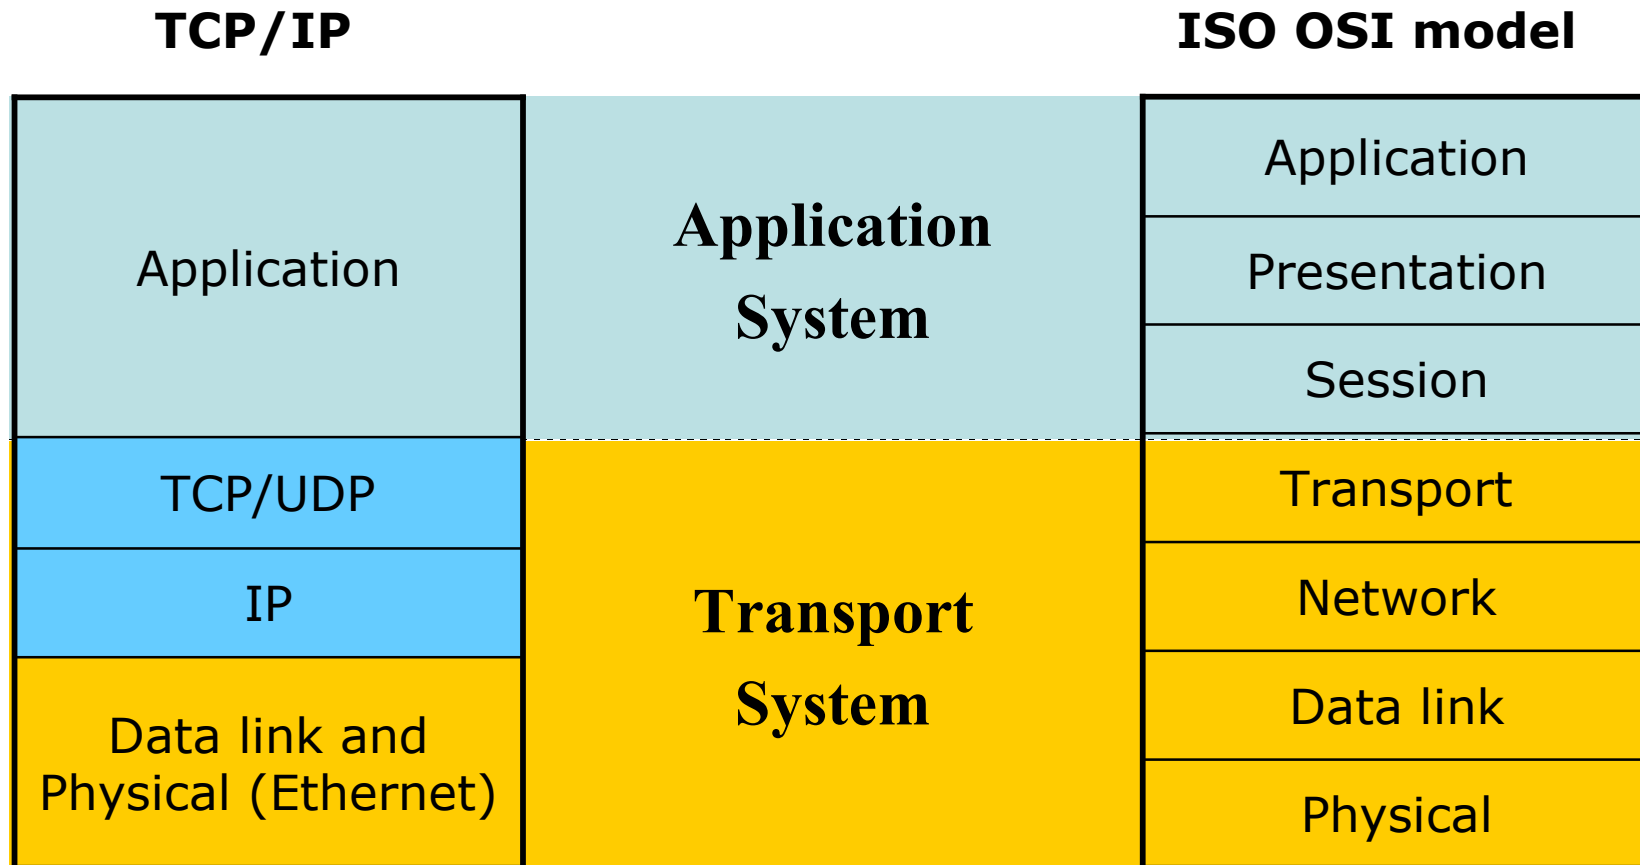 TCP/IP
ISO OSI model
Application
TCP/UDP
IP
Data link and
Physical (Ethernet)
Application
System
Transport
System
Application
Presentation
Session
Transport
Network
Data link
Physical